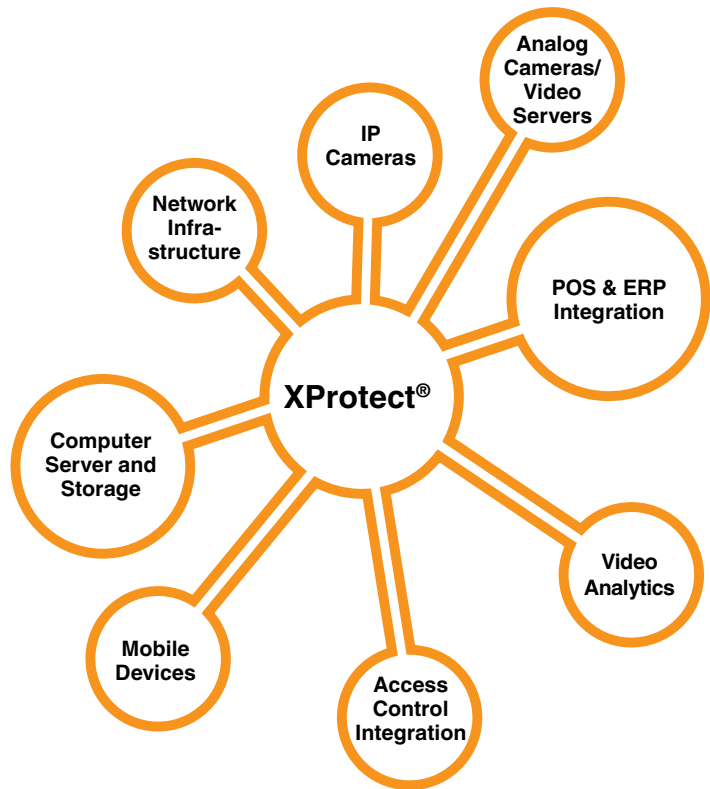 Analog
Cameras/
Video
Servers
IP
Cameras
Network
Infra-
structure
POS & ERP
Integration
XProtect®
Computer
Server and
Storage
Video
Analytics
Mobile
Devices
Access
Control
Integration